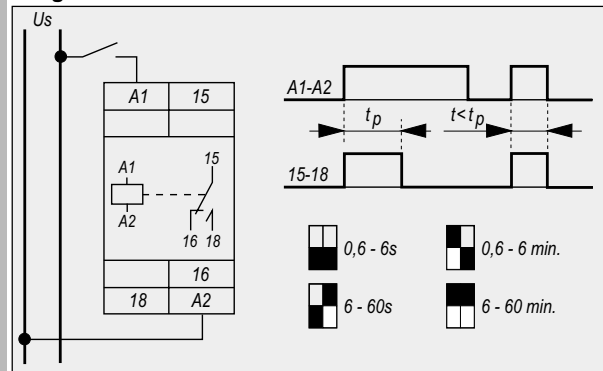 Us
A1 15
A1
15
A2
16 18
16
18 A2
A1-A2
tp
t<tp
15-18
0,6 - 6s
0,6 - 6 min.
6 - 60s
6 - 60 min.